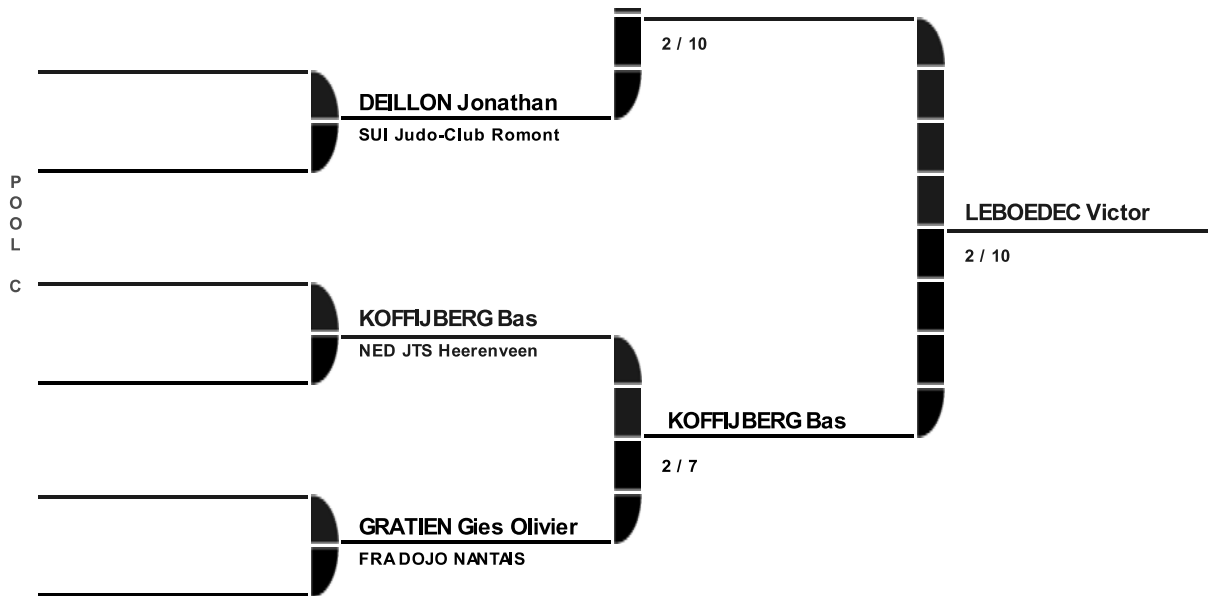 2 / 10
DEILLON Jonathan
SUI Judo-Club Romont
POOL C
LEBOEDEC Victor
2 / 10
KOFFIJBERG Bas
NED JTS Heerenveen
KOFFIJBERG Bas
2 / 7
GRATIEN Gies Olivier
FRA DOJO NANTAIS